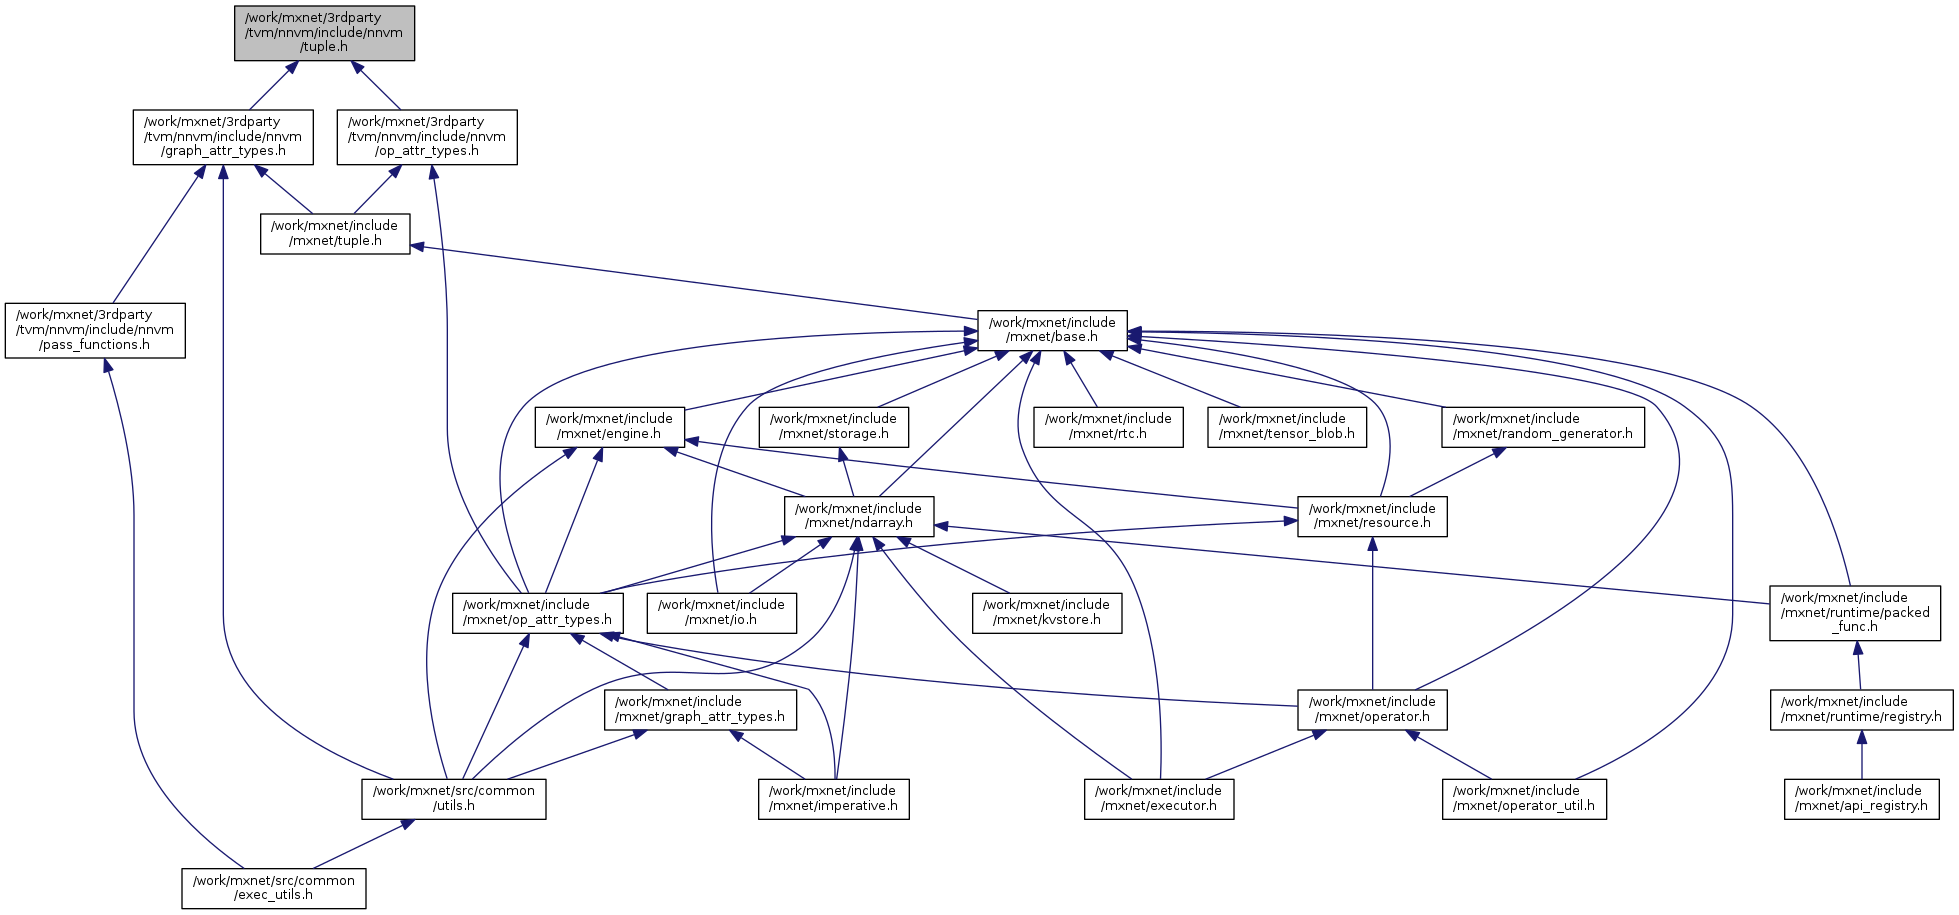 /work/mxnet/3rdparty
/tvm/nnvm/include/nnvm
/tuple.h
/work/mxnet/3rdparty
/tvm/nnvm/include/nnvm
/graph_attr_types.h
/work/mxnet/3rdparty
/tvm/nnvm/include/nnvm
/op_attr_types.h
/work/mxnet/include
/mxnet/tuple.h
/work/mxnet/3rdparty
/tvm/nnvm/include/nnvm
/pass_functions.h
/work/mxnet/include
/mxnet/base.h
/work/mxnet/include
/mxnet/engine.h
/work/mxnet/include
/mxnet/storage.h
/work/mxnet/include
/mxnet/rtc.h
/work/mxnet/include
/mxnet/tensor_blob.h
/work/mxnet/include
/mxnet/random_generator.h
/work/mxnet/include
/mxnet/ndarray.h
/work/mxnet/include
/mxnet/resource.h
/work/mxnet/include
/mxnet/op_attr_types.h
/work/mxnet/include
/mxnet/io.h
/work/mxnet/include
/mxnet/kvstore.h
/work/mxnet/include
/mxnet/runtime/packed
_func.h
/work/mxnet/include
/mxnet/graph_attr_types.h
/work/mxnet/include
/mxnet/operator.h
/work/mxnet/include
/mxnet/runtime/registry.h
/work/mxnet/src/common
/utils.h
/work/mxnet/include
/mxnet/imperative.h
/work/mxnet/include
/mxnet/executor.h
/work/mxnet/include
/mxnet/operator_util.h
/work/mxnet/include
/mxnet/api_registry.h
/work/mxnet/src/common
/exec_utils.h